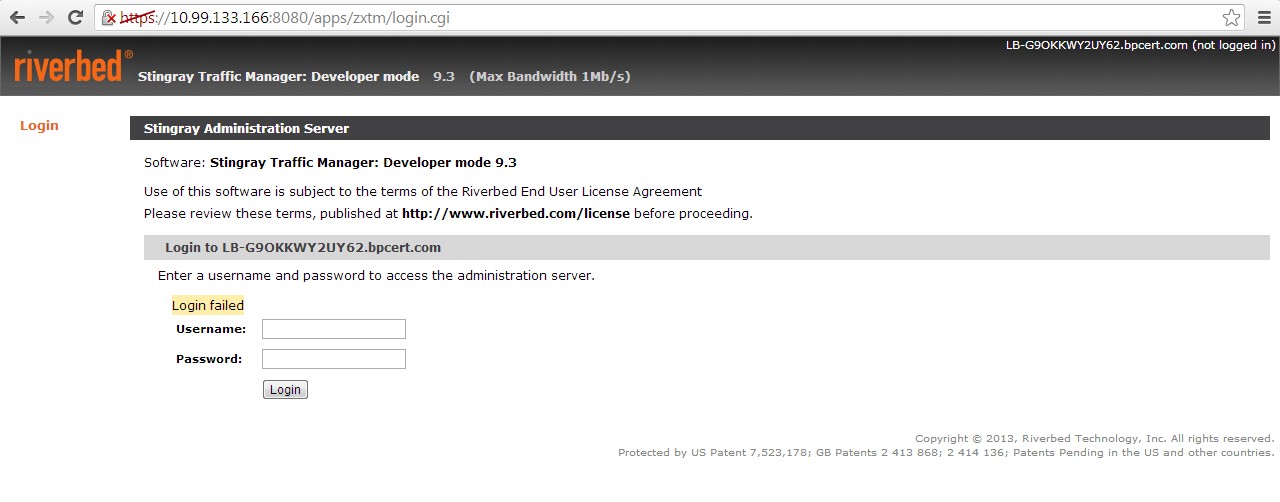 https://10.99.133.166:8080/apps/zxtm/login.cgi
LB-G9OKKWY2UY62.bpcert.com (not logged in)
riverbed® Stingray Traffic Manager: Developer mode 9.3 (Max Bandwidth 1Mb/s)
Login
Stingray Administration Server
Software: Stingray Traffic Manager: Developer mode 9.3
Use of this software is subject to the terms of the Riverbed End User License Agreement
Please review these terms, published at http://www.riverbed.com/license before proceeding.
Login to LB-G9OKKWY2UY62.bpcert.com
Enter a username and password to access the administration server.
Login failed
Username:
Password:
Login
Copyright © 2013, Riverbed Technology, Inc. All rights reserved.
Protected by US Patent 7,523,178; GB Patents 2 413 868; 2 414 136; Patents Pending in the US and other countries.